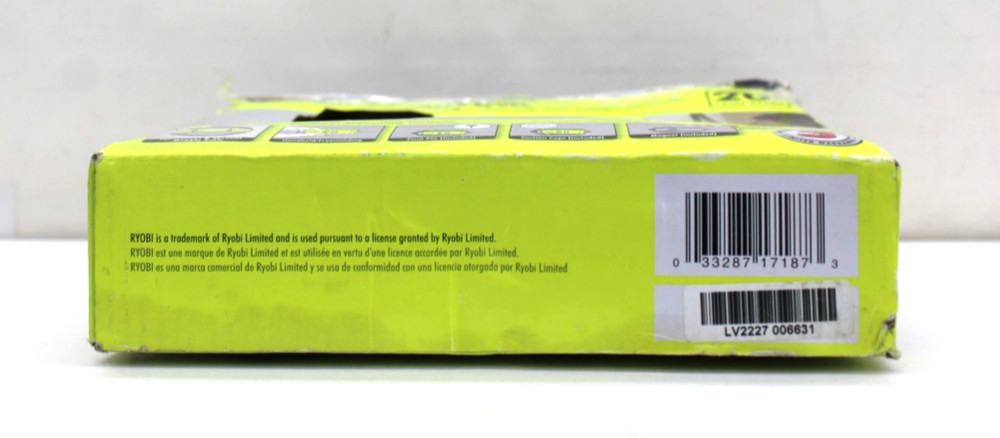 RYOBI is a trademark of Ryobi Limited and is used pursuant to a license granted by Ryobi Limited.
RYOBI est une marque de Ryobi Limited et est utilisée en vertu d'une licence accordée par Ryobi Limited.
RYOBI es una marca comercial de Ryobi Limited y se usa de conformidad con una licencia otorgada por Ryobi Limited
0 33287 17187 3
LV2227 006631